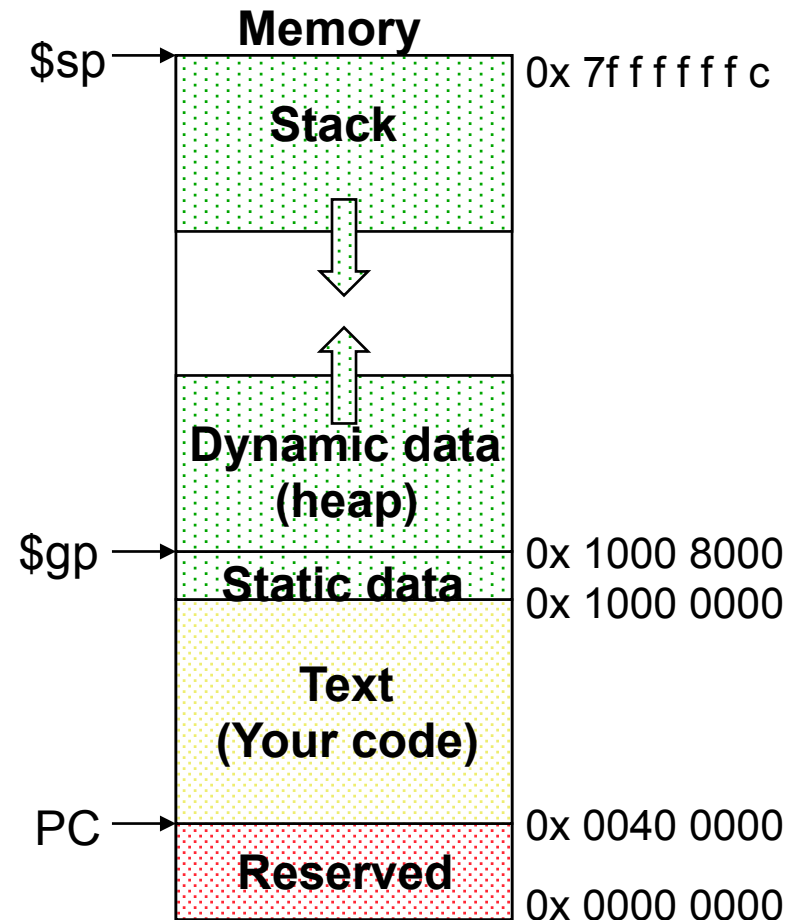 Memory
$sp
0x 7f f f f f f c
Stack
Dynamic data
(heap)
$gp
0x 1000 8000
Static data
0x 1000 0000
Text
(Your code)
PC
0x 0040 0000
Reserved
0x 0000 0000